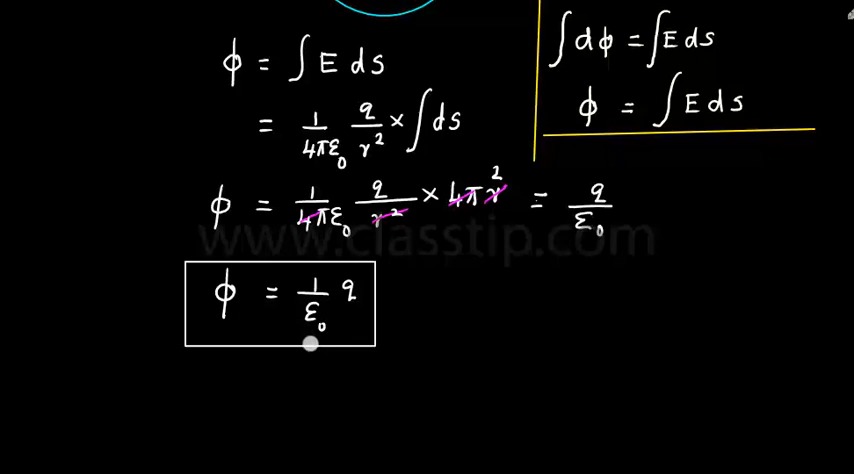 ϕ = ∫ E ds
= 1/4πε₀ q/r² × ∫ ds
ϕ = 1/4πε₀ q/r² × 4πr² = q/ε₀
ϕ = 1/ε₀ q
∫ dϕ = ∫ E ds
ϕ = ∫ E ds
www.classtip.com